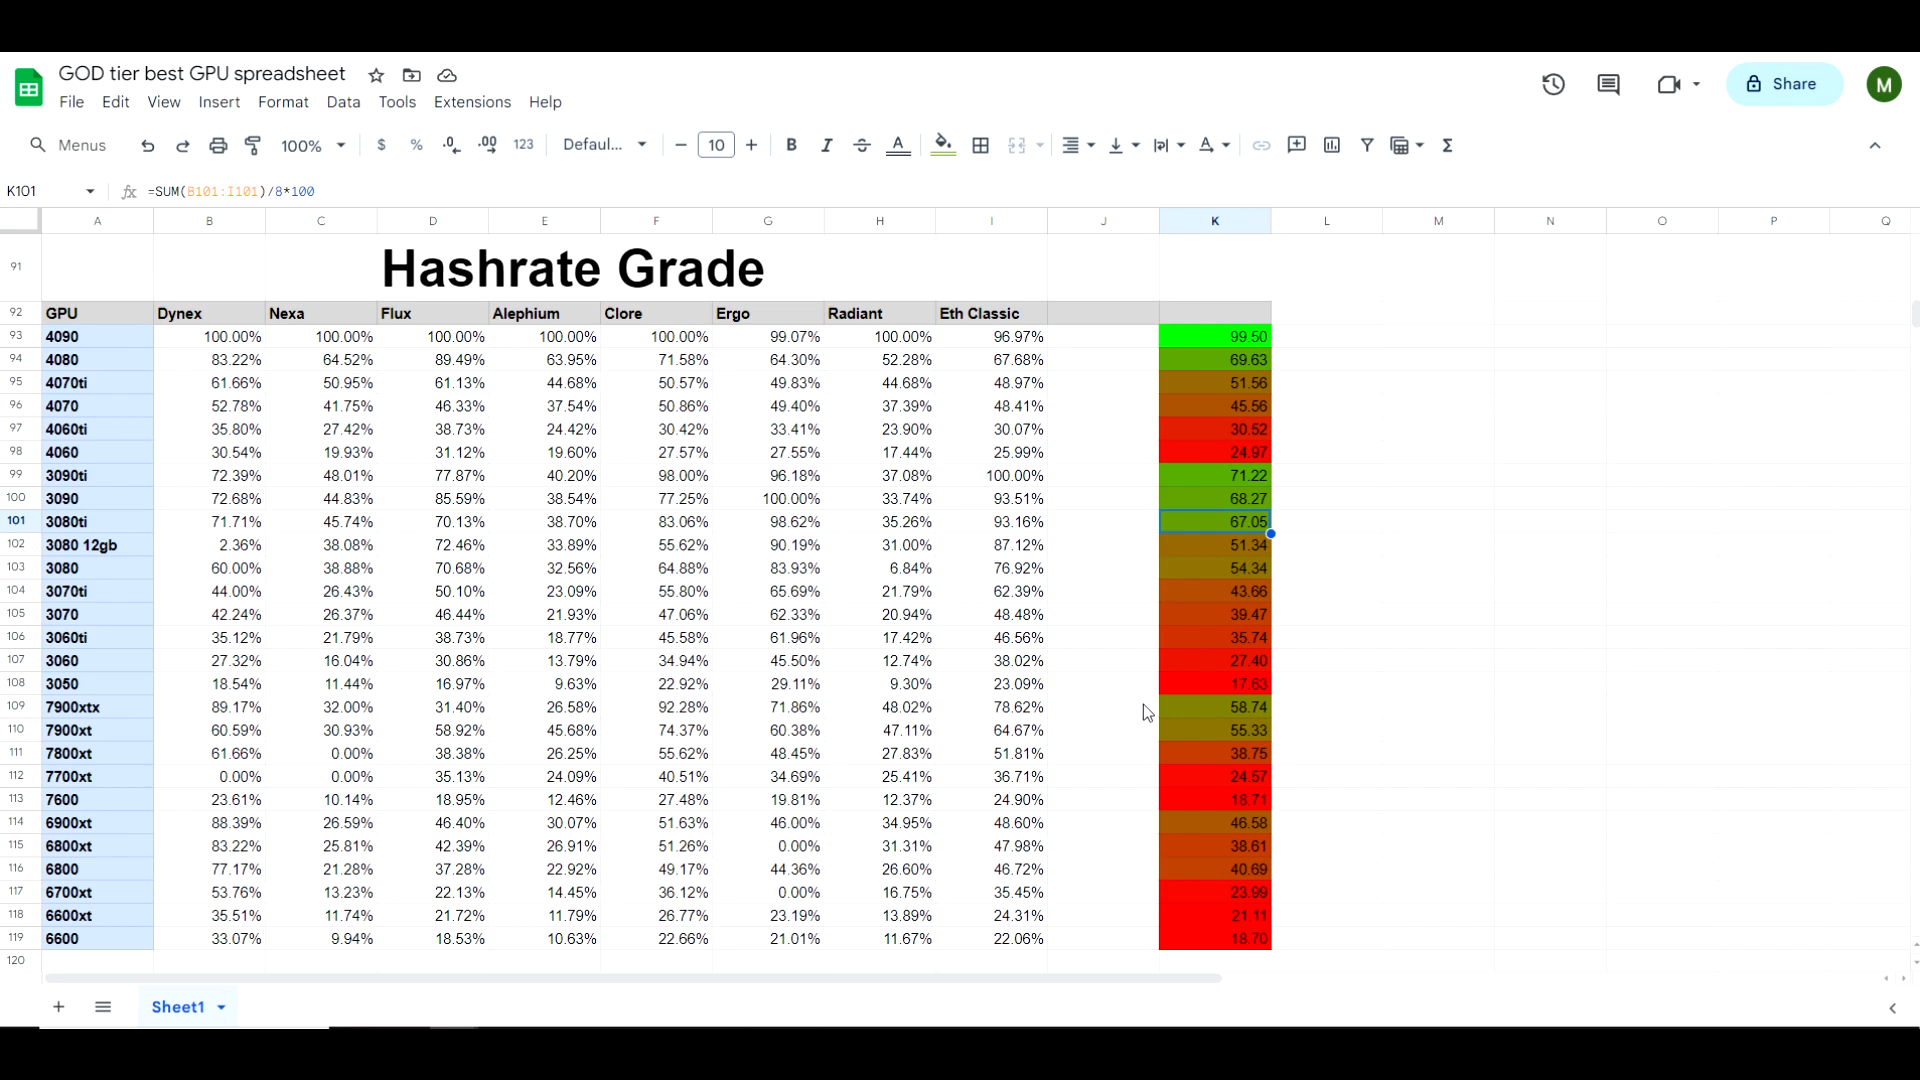 GOD tier best GPU spreadsheet
File Edit View Insert Format Data Tools Extensions Help
Share
M
Menus 100% $ % .0 .00 123 Defaul... − 10 + B I A Σ
K101 fx =SUM(B101:I101)/8*100
A B C D E F G H I J K L M N O P Q
91 Hashrate Grade
92 GPU Dynex Nexa Flux Alephium Clore Ergo Radiant Eth Classic
93 4090 100.00% 100.00% 100.00% 100.00% 100.00% 99.07% 100.00% 96.97% 99.50
94 4080 83.22% 64.52% 89.49% 63.95% 71.58% 64.30% 52.28% 67.68% 69.63
95 4070ti 61.66% 50.95% 61.13% 44.68% 50.57% 49.83% 44.68% 48.97% 51.56
96 4070 52.78% 41.75% 46.33% 37.54% 50.86% 49.40% 37.39% 48.41% 45.56
97 4060ti 35.80% 27.42% 38.73% 24.42% 30.42% 33.41% 23.90% 30.07% 30.52
98 4060 30.54% 19.93% 31.12% 19.60% 27.57% 27.55% 17.44% 25.99% 24.97
99 3090ti 72.39% 48.01% 77.87% 40.20% 98.00% 96.18% 37.08% 100.00% 71.22
100 3090 72.68% 44.83% 85.59% 38.54% 77.25% 100.00% 33.74% 93.51% 68.27
101 3080ti 71.71% 45.74% 70.13% 38.70% 83.06% 98.62% 35.26% 93.16% 67.05
102 3080 12gb 2.36% 38.08% 72.46% 33.89% 55.62% 90.19% 31.00% 87.12% 51.34
103 3080 60.00% 38.88% 70.68% 32.56% 64.88% 83.93% 6.84% 76.92% 54.34
104 3070ti 44.00% 26.43% 50.10% 23.09% 55.80% 65.69% 21.79% 62.39% 43.66
105 3070 42.24% 26.37% 46.44% 21.93% 47.06% 62.33% 20.94% 48.48% 39.47
106 3060ti 35.12% 21.79% 38.73% 18.77% 45.58% 61.96% 17.42% 46.56% 35.74
107 3060 27.32% 16.04% 30.86% 13.79% 34.94% 45.50% 12.74% 38.02% 27.40
108 3050 18.54% 11.44% 16.97% 9.63% 22.92% 29.11% 9.30% 23.09% 17.63
109 7900xtx 89.17% 32.00% 31.40% 26.58% 92.28% 71.86% 48.02% 78.62% 58.74
110 7900xt 60.59% 30.93% 58.92% 45.68% 74.37% 60.38% 47.11% 64.67% 55.33
111 7800xt 61.66% 0.00% 38.38% 26.25% 55.62% 48.45% 27.83% 51.81% 38.75
112 7700xt 0.00% 0.00% 35.13% 24.09% 40.51% 34.69% 25.41% 36.71% 24.57
113 7600 23.61% 10.14% 18.95% 12.46% 27.48% 19.81% 12.37% 24.90% 18.71
114 6900xt 88.39% 26.59% 46.40% 30.07% 51.63% 46.00% 34.95% 48.60% 46.58
115 6800xt 83.22% 25.81% 42.39% 26.91% 51.26% 0.00% 31.31% 47.98% 38.61
116 6800 77.17% 21.28% 37.28% 22.92% 49.17% 44.36% 26.60% 46.72% 40.69
117 6700xt 53.76% 13.23% 22.13% 14.45% 36.12% 0.00% 16.75% 35.45% 23.99
118 6600xt 35.51% 11.74% 21.72% 11.79% 26.77% 23.19% 13.89% 24.31% 21.11
119 6600 33.07% 9.94% 18.53% 10.63% 22.66% 21.01% 11.67% 22.06% 18.70
120
Sheet1